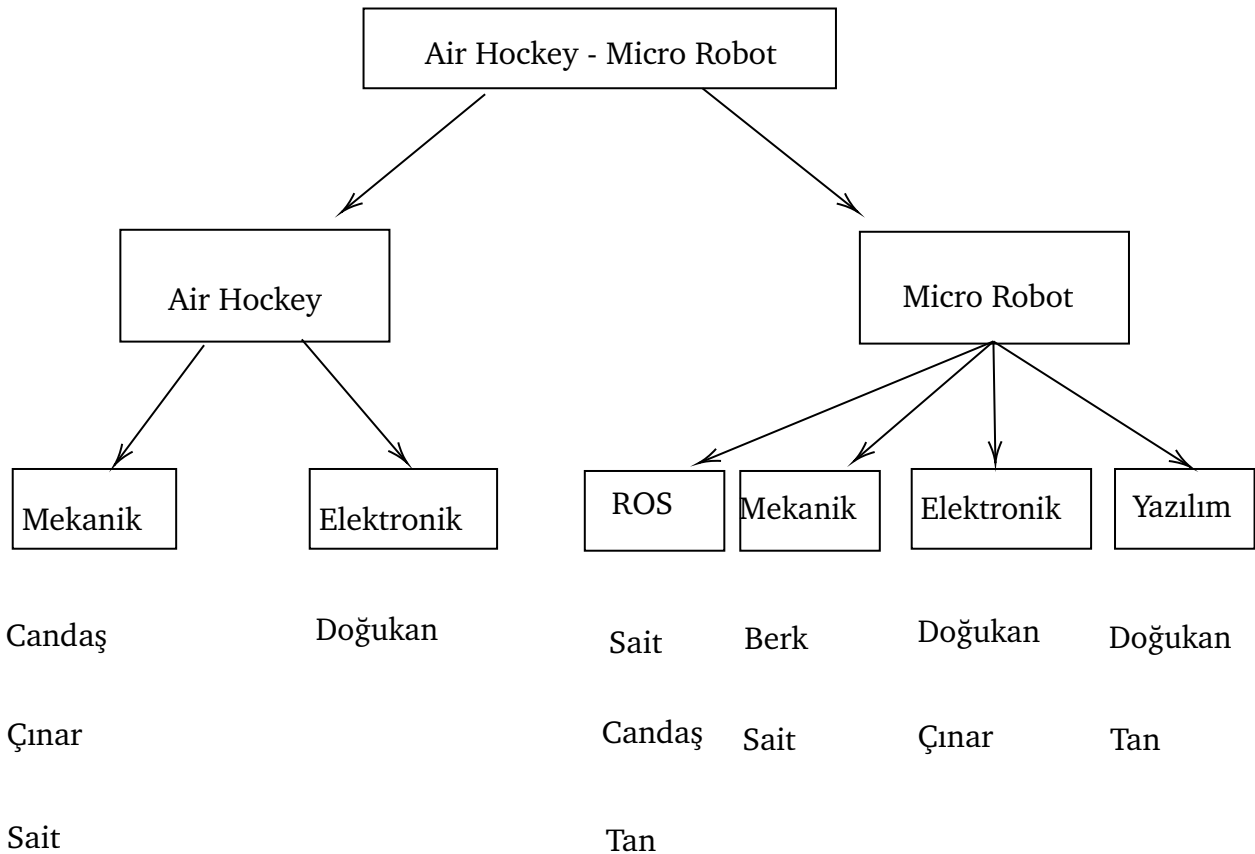 Air Hockey - Micro Robot
Air Hockey
Micro Robot
Mekanik
Elektronik
ROS
Mekanik
Elektronik
Yazılım
Candaş
Doğukan
Sait
Berk
Doğukan
Doğukan
Çınar
Candaş
Sait
Çınar
Tan
Sait
Tan